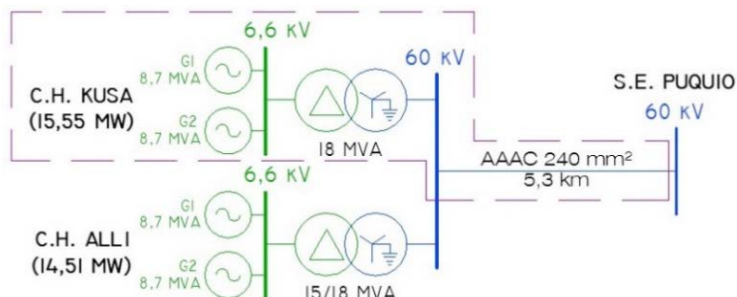 6,6 kV
G1
8,7 MVA
60 kV
C.H. KUSA
(15,55 MW)
G2
8,7 MVA
18 MVA
S.E. PUQUIO
60 kV
AAAC 240 mm²
5,3 km
6,6 kV
G1
8,7 MVA
C.H. ALLI
(14,51 MW)
G2
8,7 MVA
15/18 MVA